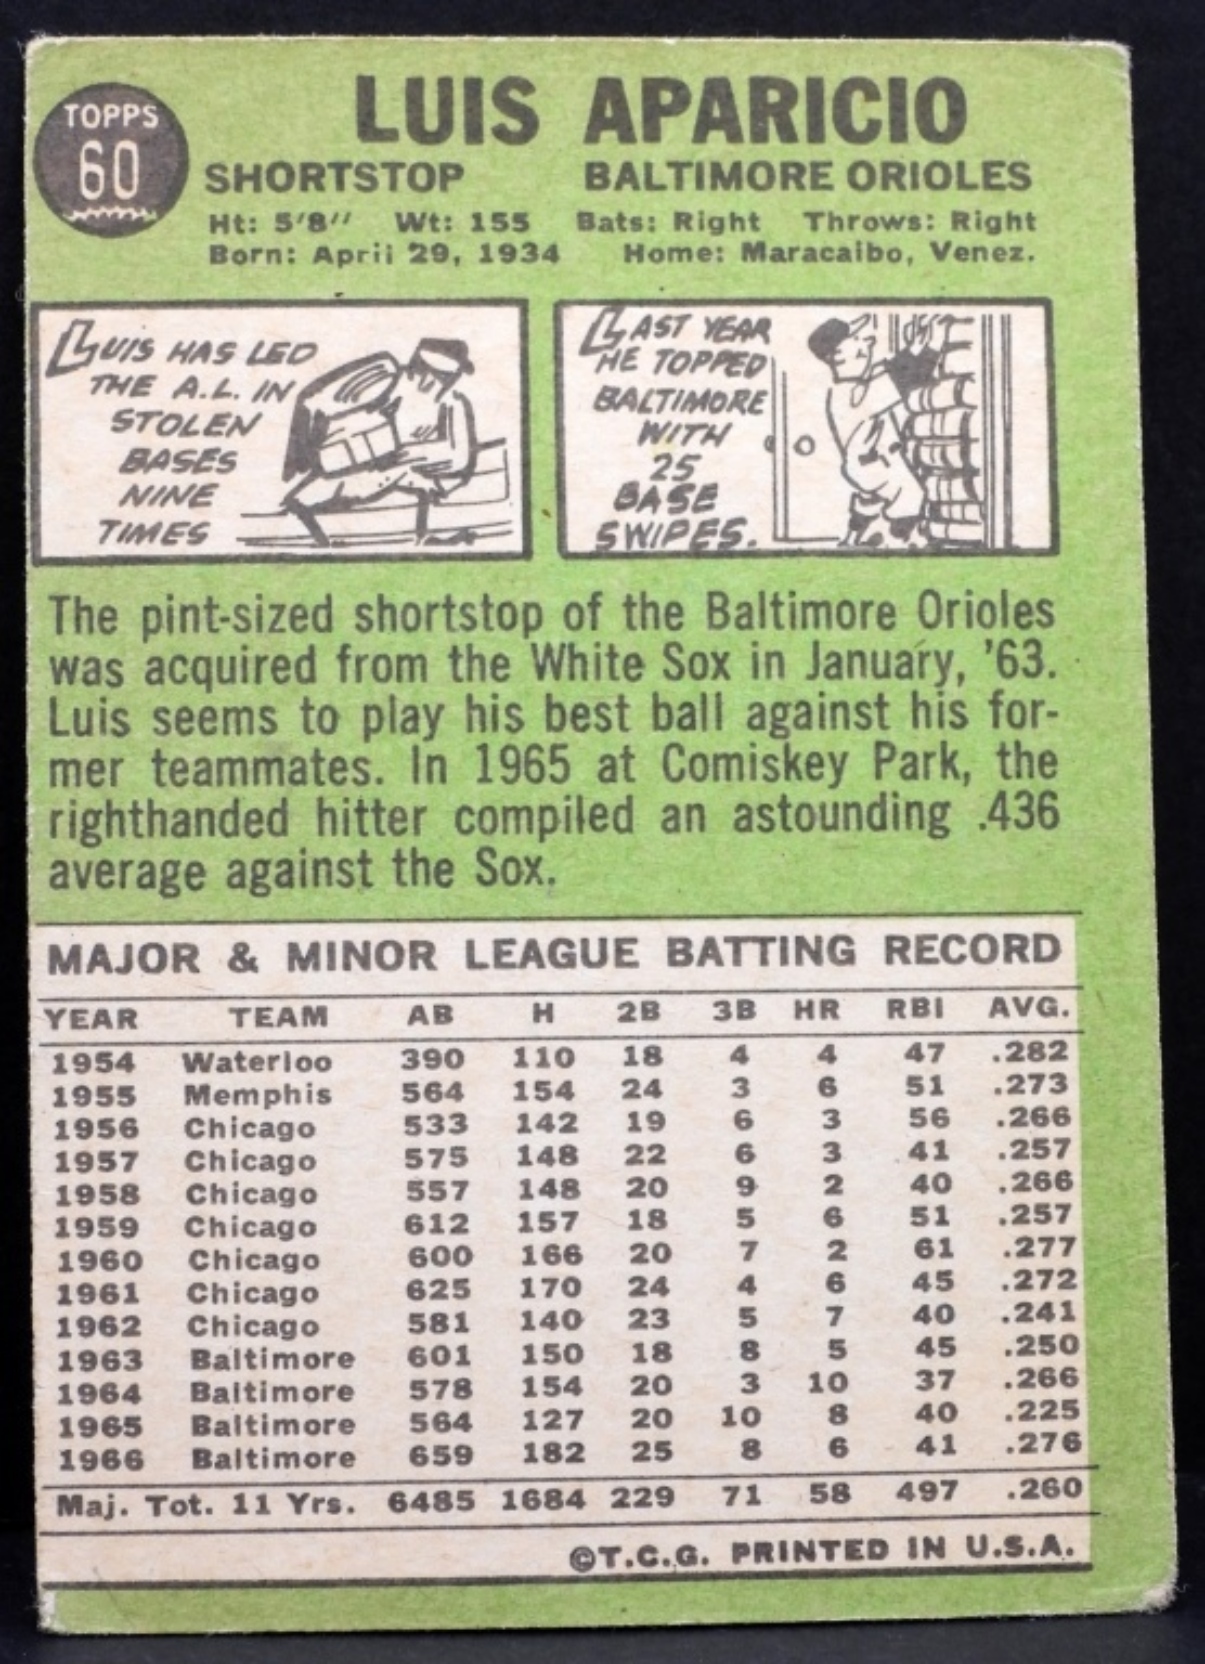 TOPPS
60
LUIS APARICIO
SHORTSTOP BALTIMORE ORIOLES
Ht: 5'8" Wt: 155 Bats: Right Throws: Right
Born: April 29, 1934 Home: Maracaibo, Venez.
LUIS HAS LED
THE A.L. IN
STOLEN
BASES
NINE
TIMES
LAST YEAR
HE TOPPED
BALTIMORE
WITH
25
BASE
SWIPES.
The pint-sized shortstop of the Baltimore Orioles
was acquired from the White Sox in January, '63.
Luis seems to play his best ball against his for-
mer teammates. In 1965 at Comiskey Park, the
righthanded hitter compiled an astounding .436
average against the Sox.
MAJOR & MINOR LEAGUE BATTING RECORD
YEAR TEAM AB H 2B 3B HR RBI AVG.
1954 Waterloo 390 110 18 4 4 47 .282
1955 Memphis 564 154 24 3 6 51 .273
1956 Chicago 533 142 19 6 3 56 .266
1957 Chicago 575 148 22 6 3 41 .257
1958 Chicago 557 148 20 9 2 40 .266
1959 Chicago 612 157 18 5 6 51 .257
1960 Chicago 600 166 20 7 2 61 .277
1961 Chicago 625 170 24 4 6 45 .272
1962 Chicago 581 140 23 5 7 40 .241
1963 Baltimore 601 150 18 8 5 45 .250
1964 Baltimore 578 154 20 3 10 37 .266
1965 Baltimore 564 127 20 10 8 40 .225
1966 Baltimore 659 182 25 8 6 41 .276
Maj. Tot. 11 Yrs. 6485 1684 229 71 58 497 .260
©T.C.G. PRINTED IN U.S.A.